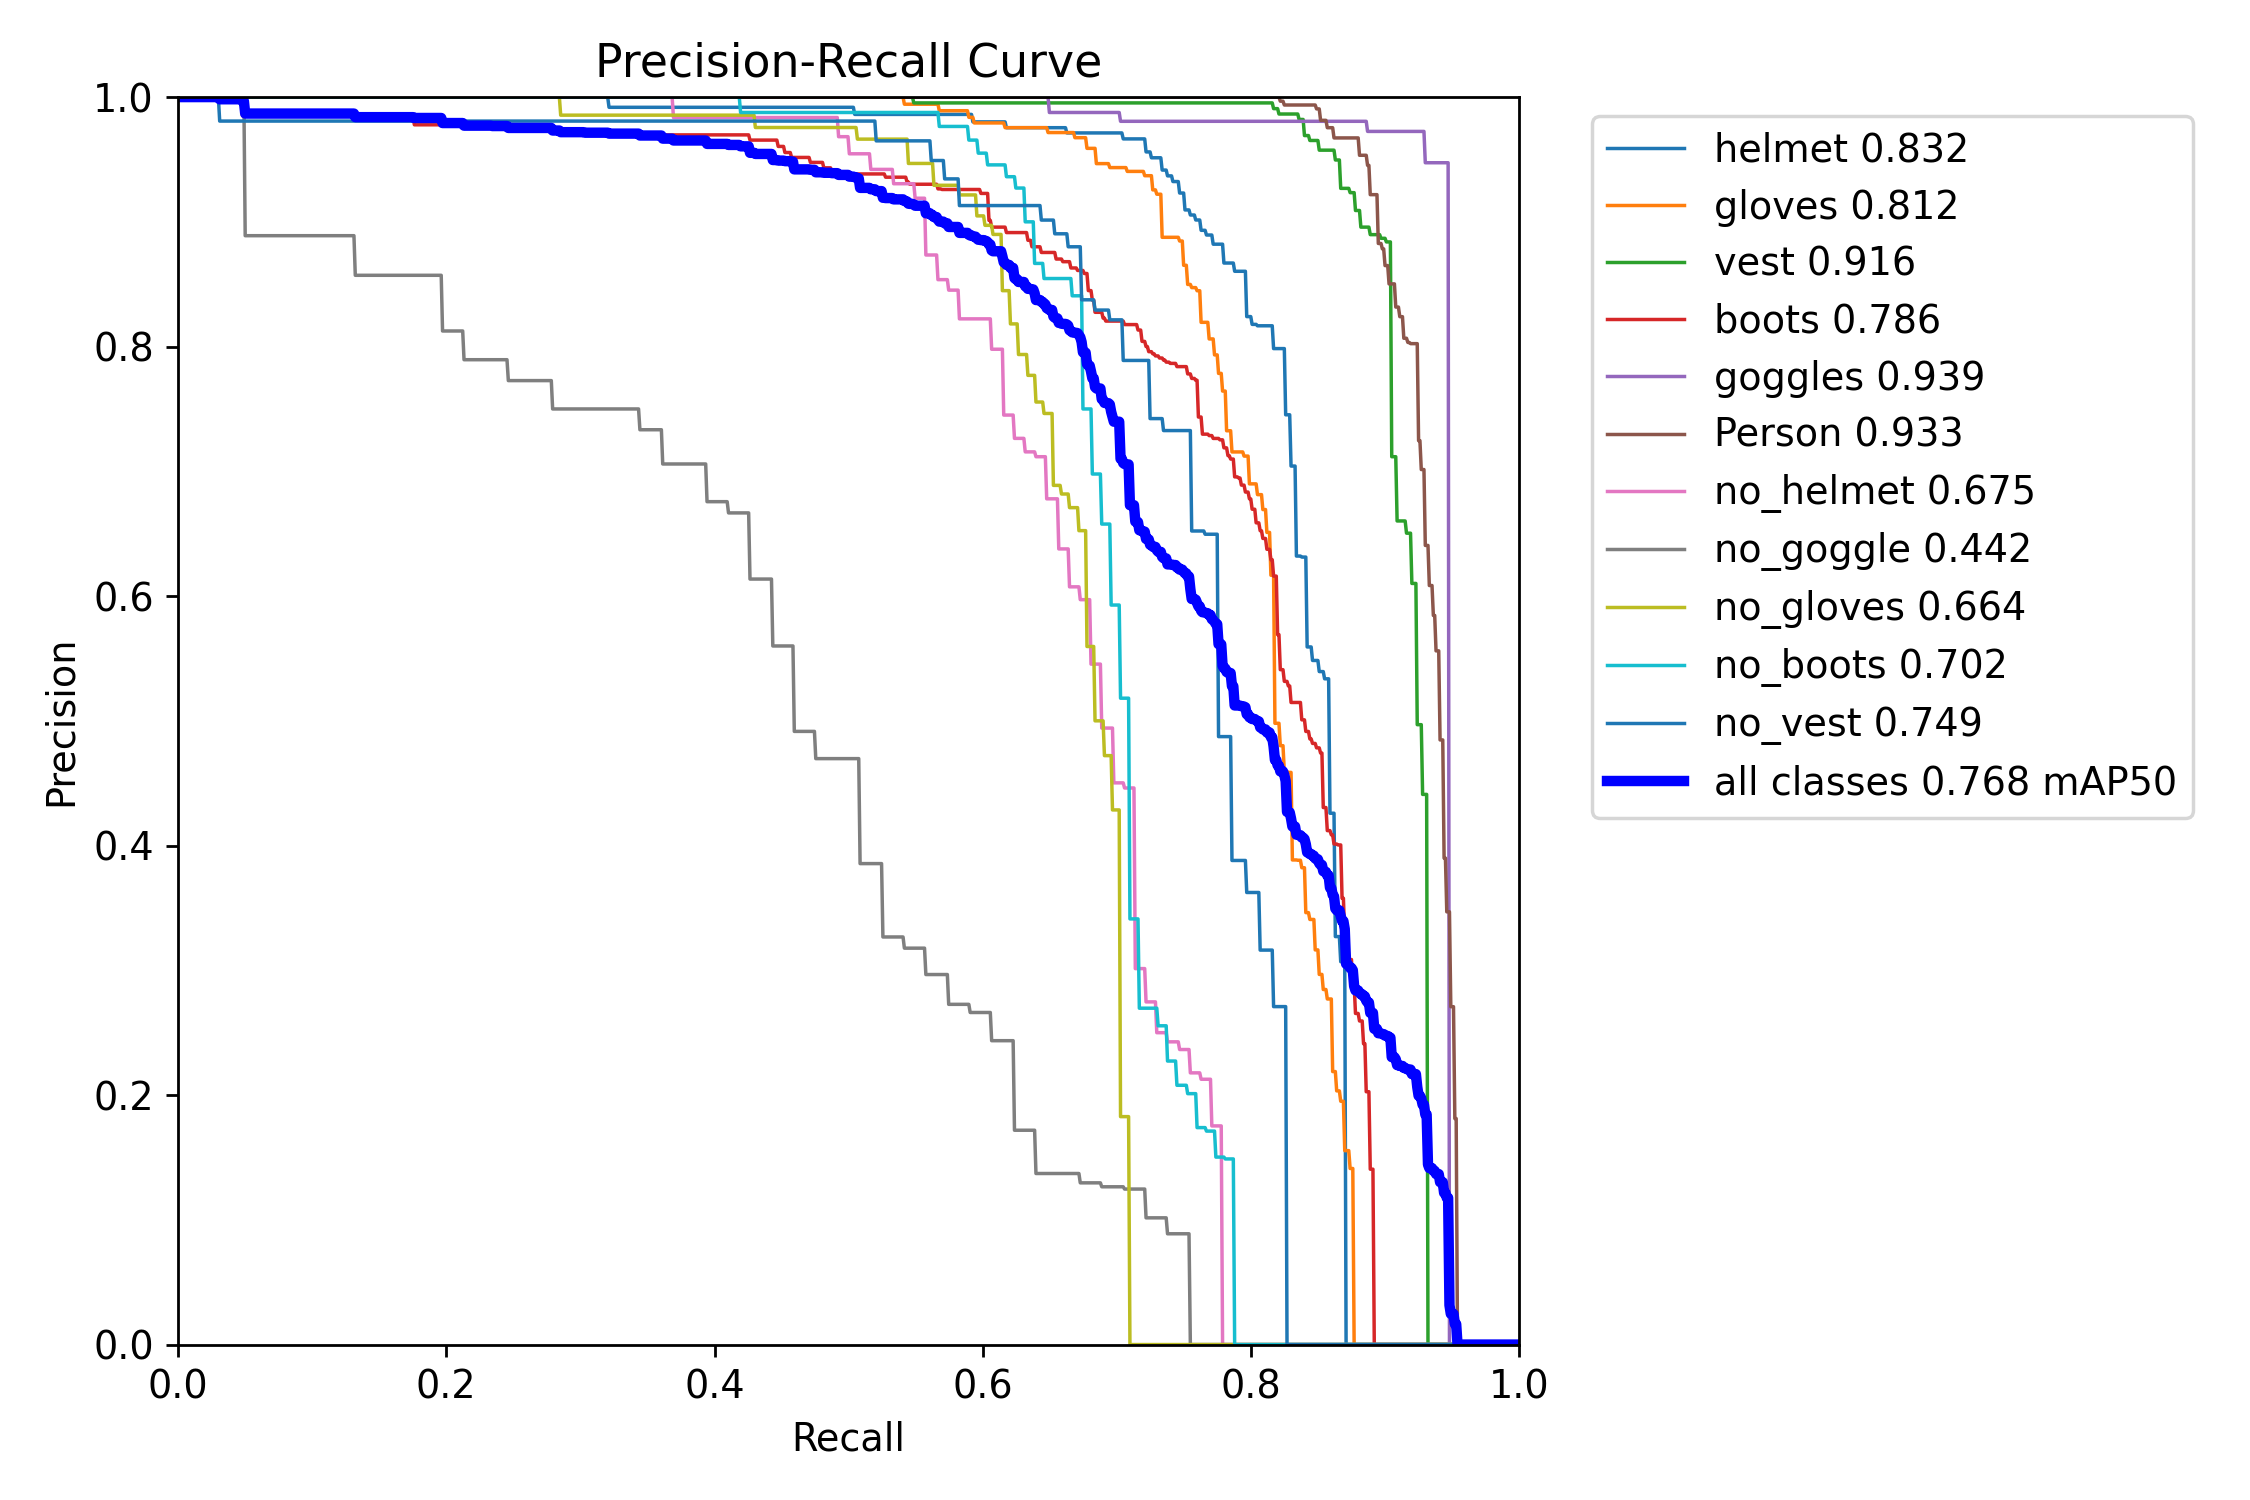 Precision-Recall Curve
1.0
0.8
0.6
0.4
0.2
0.0
Precision
0.0 0.2 0.4 0.6 0.8 1.0
Recall
helmet 0.832
gloves 0.812
vest 0.916
boots 0.786
goggles 0.939
Person 0.933
no_helmet 0.675
no_goggle 0.442
no_gloves 0.664
no_boots 0.702
no_vest 0.749
all classes 0.768 mAP50